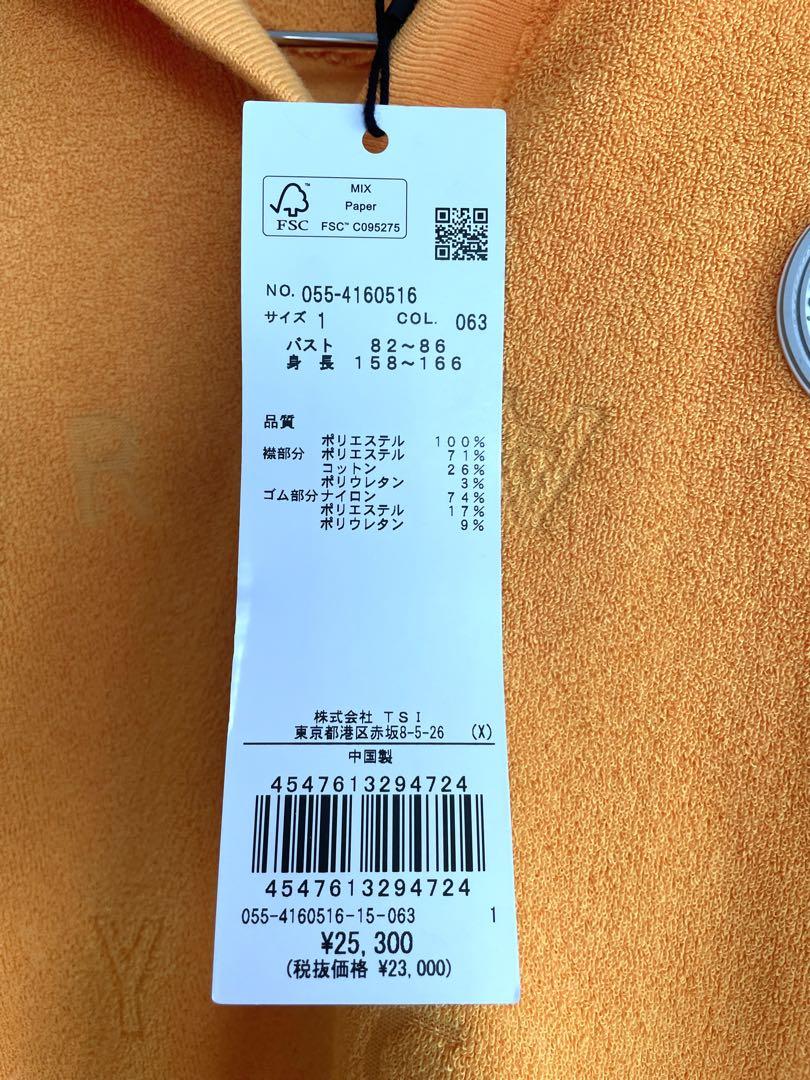 MIX
Paper
FSC™ C095275
FSC
NO. 055-4160516
サイズ 1 COL. 063
バスト 82~86
身長 158~166
品質
ポリエステル 100%
襟部分 ポリエステル 71%
コットン 26%
ポリウレタン 3%
ゴム部分 ナイロン 74%
ポリエステル 17%
ポリウレタン 9%
株式会社 TSI
東京都港区赤坂8-5-26 (X)
中国製
4547613294724
4547613294724
055-4160516-15-063 1
¥25,300
(税抜価格 ¥23,000)
R
Y